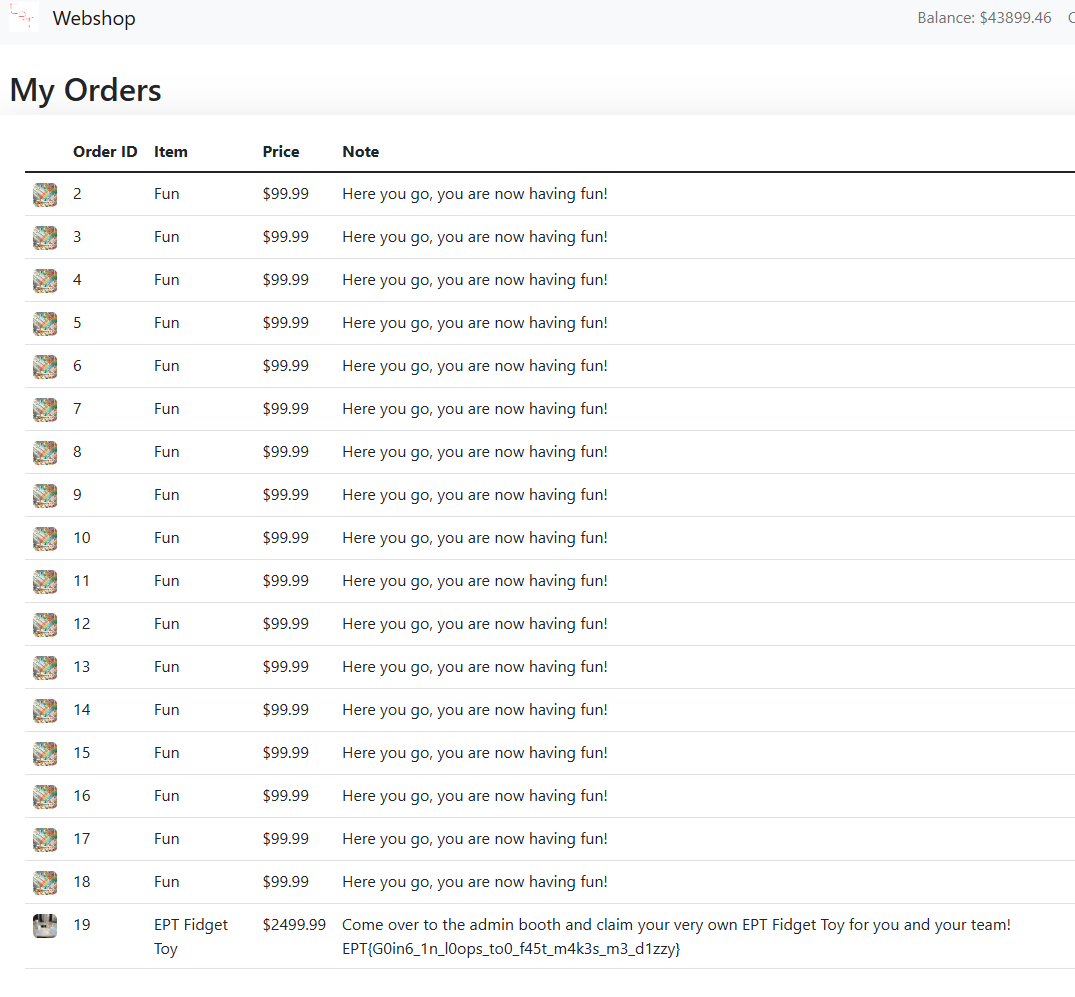 Webshop Balance: $43899.46
My Orders
Order ID Item Price Note
2 Fun $99.99 Here you go, you are now having fun!
3 Fun $99.99 Here you go, you are now having fun!
4 Fun $99.99 Here you go, you are now having fun!
5 Fun $99.99 Here you go, you are now having fun!
6 Fun $99.99 Here you go, you are now having fun!
7 Fun $99.99 Here you go, you are now having fun!
8 Fun $99.99 Here you go, you are now having fun!
9 Fun $99.99 Here you go, you are now having fun!
10 Fun $99.99 Here you go, you are now having fun!
11 Fun $99.99 Here you go, you are now having fun!
12 Fun $99.99 Here you go, you are now having fun!
13 Fun $99.99 Here you go, you are now having fun!
14 Fun $99.99 Here you go, you are now having fun!
15 Fun $99.99 Here you go, you are now having fun!
16 Fun $99.99 Here you go, you are now having fun!
17 Fun $99.99 Here you go, you are now having fun!
18 Fun $99.99 Here you go, you are now having fun!
19 EPT Fidget $2499.99 Come over to the admin booth and claim your very own EPT Fidget Toy for you and your team!
Toy EPT{G0in6_1n_l0ops_to0_f45t_m4k3s_m3_d1zzy}